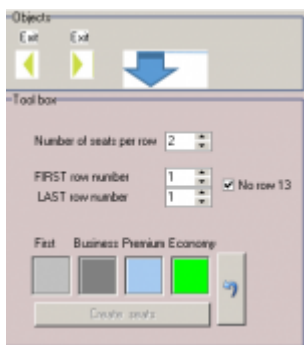 Objects
Exit Exit
Tool box
Number of seats per row 2
FIRST row number 1
LAST row number 1
No row 13
First Business Premium Economy
Create seats